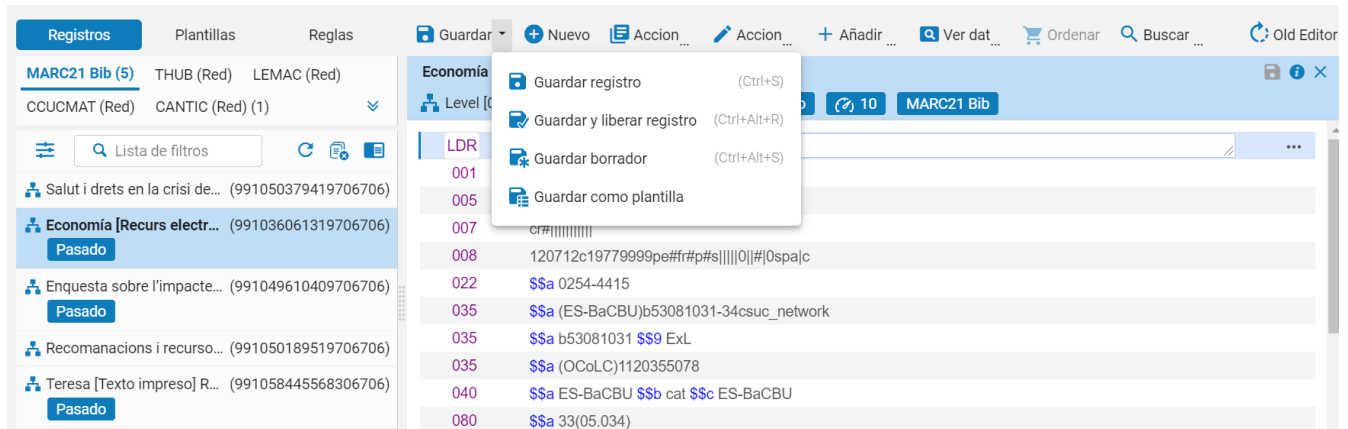 Registros Plantillas Reglas Guardar Nuevo Accion... Accion... Añadir ... Ver dat... Ordenar Buscar ... Old Editor
MARC21 Bib (5) THUB (Red) LEMAC (Red)
CCUCMAT (Red) CANTIC (Red) (1)
Lista de filtros
Salut i drets en la crisi de... (991050379419706706)
Economía [Recurs electr... (991036061319706706)
Pasado
Enquesta sobre l'impacte... (991049610409706706)
Pasado
Recomanacions i recurso... (991050189519706706)
Teresa [Texto impreso] R... (991058445568306706)
Pasado
Economía
Level [0
10 MARC21 Bib
Guardar registro (Ctrl+S)
Guardar y liberar registro (Ctrl+Alt+R)
Guardar borrador (Ctrl+Alt+S)
Guardar como plantilla
LDR ...
001
005
007 cr#|||||||||||
008 120712c19779999pe#fr#p#s|||||0||#|0spa|c
022 $$a 0254-4415
035 $$a (ES-BaCBU)b53081031-34csuc_network
035 $$a b53081031 $$9 ExL
035 $$a (OCoLC)1120355078
040 $$a ES-BaCBU $$b cat $$c ES-BaCBU
080 $$a 33(05.034)